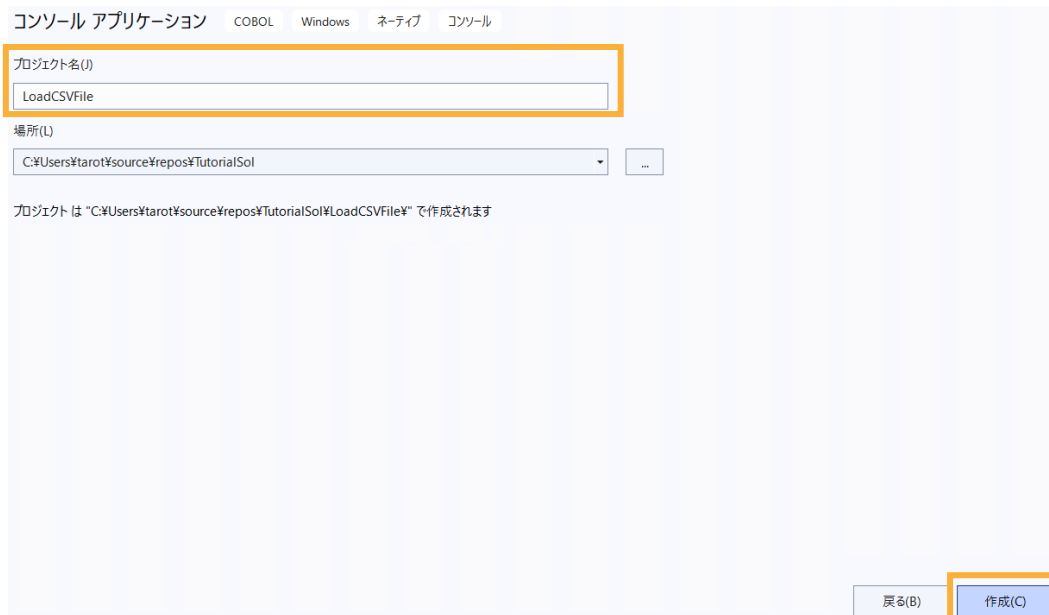 コンソール アプリケーション COBOL Windows ネーティブ コンソール
プロジェクト名(J)
LoadCSVFile
場所(L)
C:¥Users¥tarot¥source¥repos¥TutorialSol ...
プロジェクト は "C:¥Users¥tarot¥source¥repos¥TutorialSol¥LoadCSVFile¥" で作成されます
戻る(B) 作成(C)